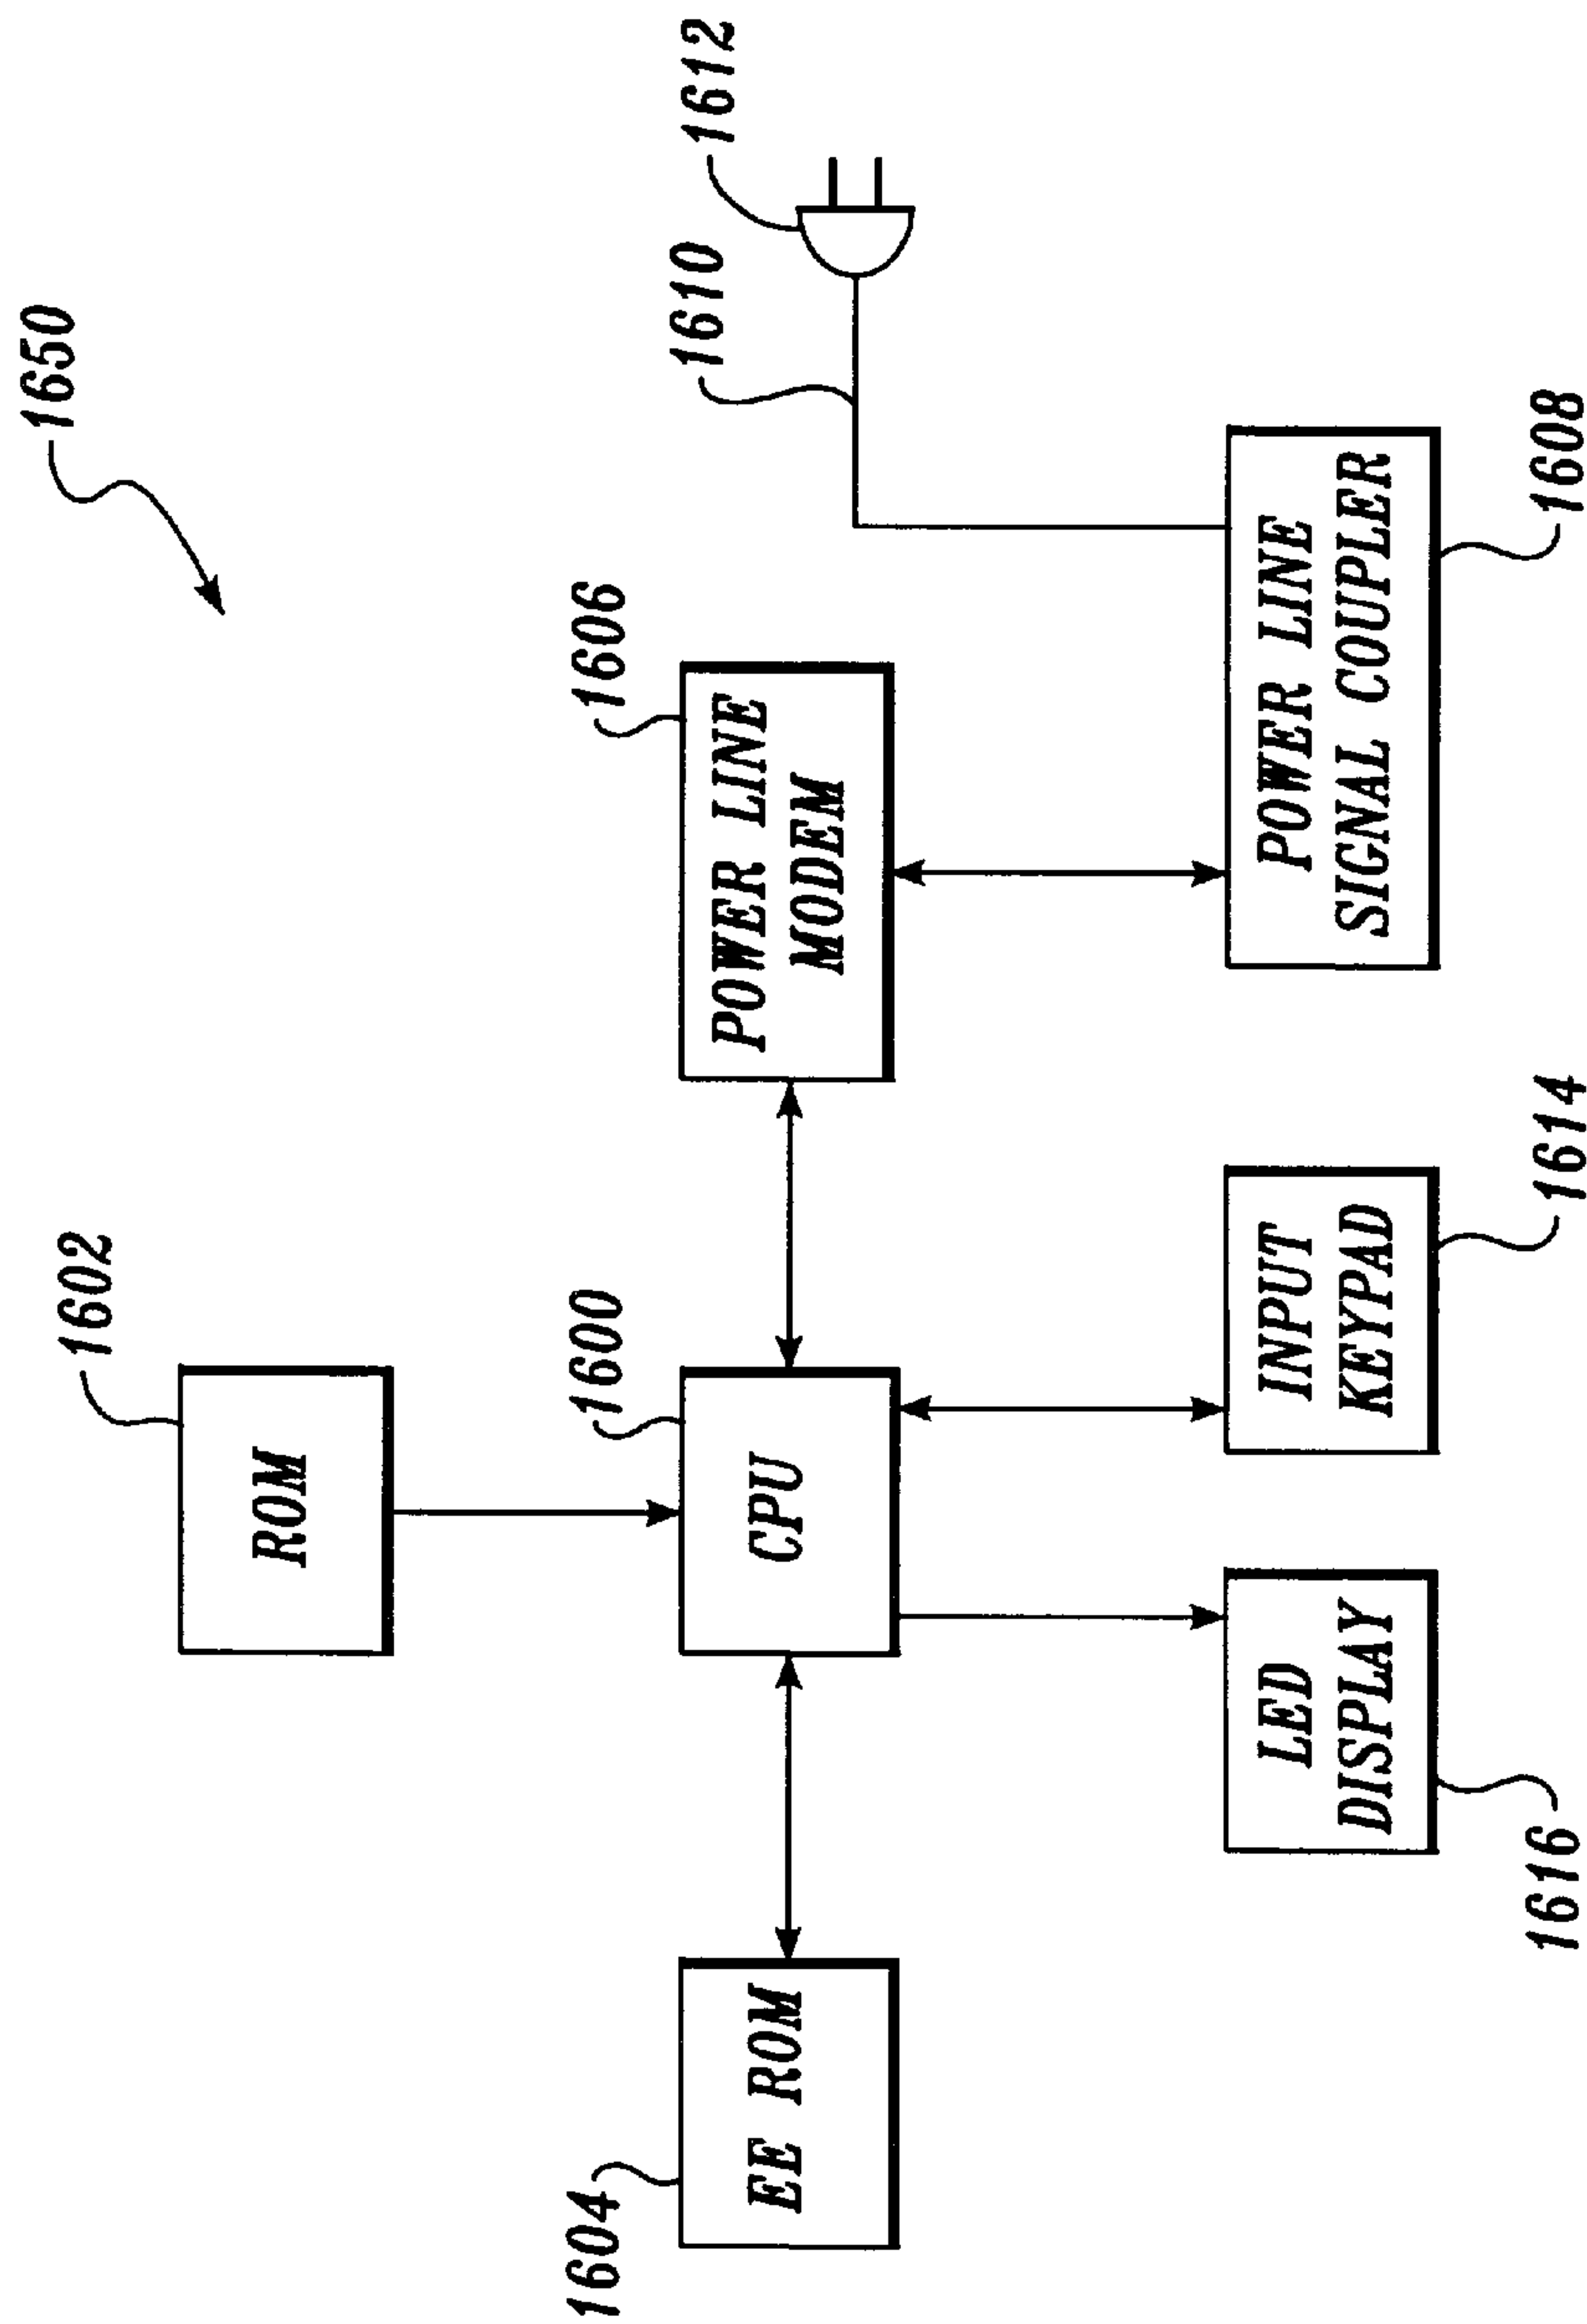 1650
1602
ROM
1612
1610
1604
EE ROM
1600
CPU
1606
POWER LINE
MODEM
LED
DISPLAY
1616
INPUT
KEYPAD
1614
POWER LINE
SIGNAL COUPLER
1608